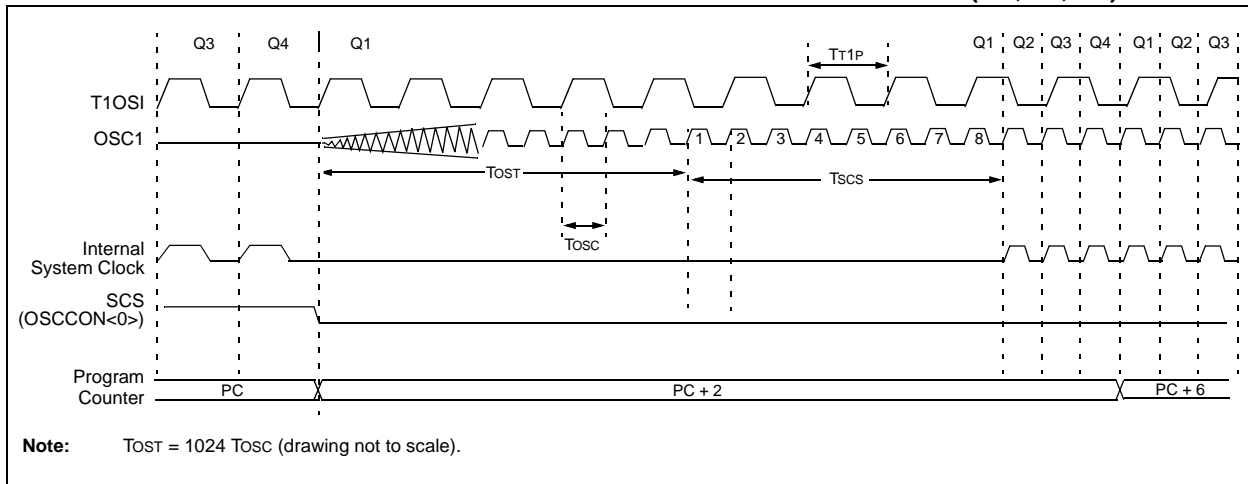 Q3 Q4 Q1 Q1 Q2 Q3 Q4 Q1 Q2 Q3
TT1P
T1OSI
OSC1
1 2 3 4 5 6 7 8
TOST
TSCS
TOSC
Internal
System Clock
SCS
(OSCCON<0>)
Program
Counter
PC
PC + 2
PC + 6
Note: TOST = 1024 TOSC (drawing not to scale).